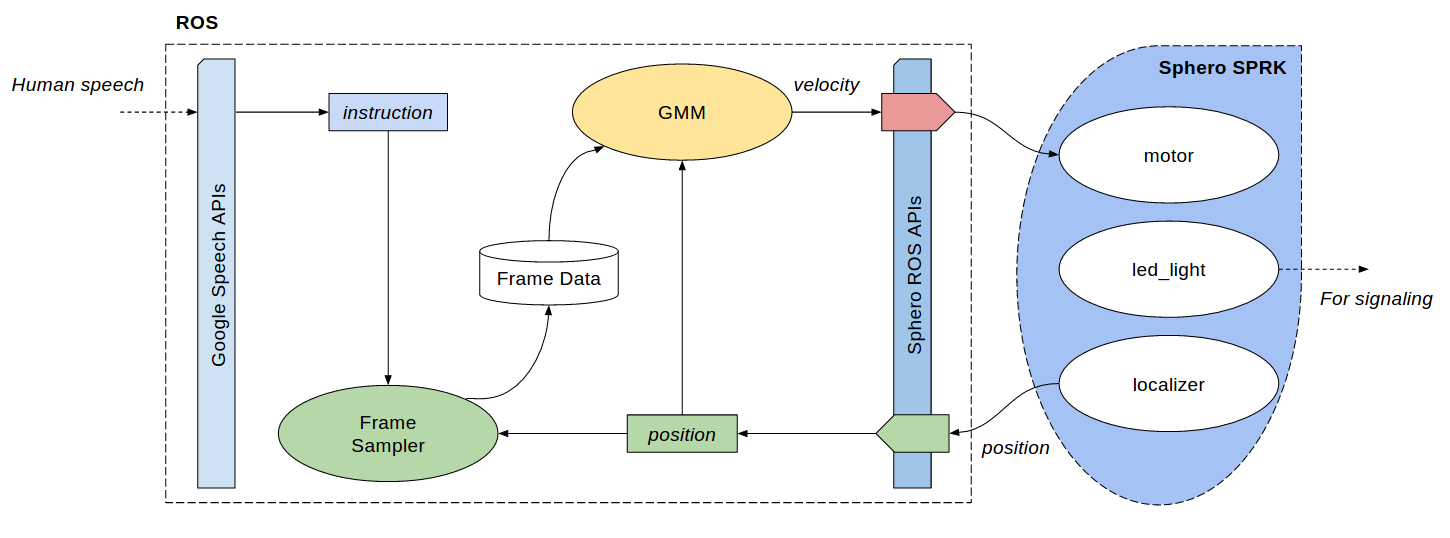 ROS
Human speech
Google Speech APIs
instruction
GMM
velocity
Frame Data
Frame
Sampler
position
Sphero ROS APIs
position
Sphero SPRK
motor
led_light
For signaling
localizer